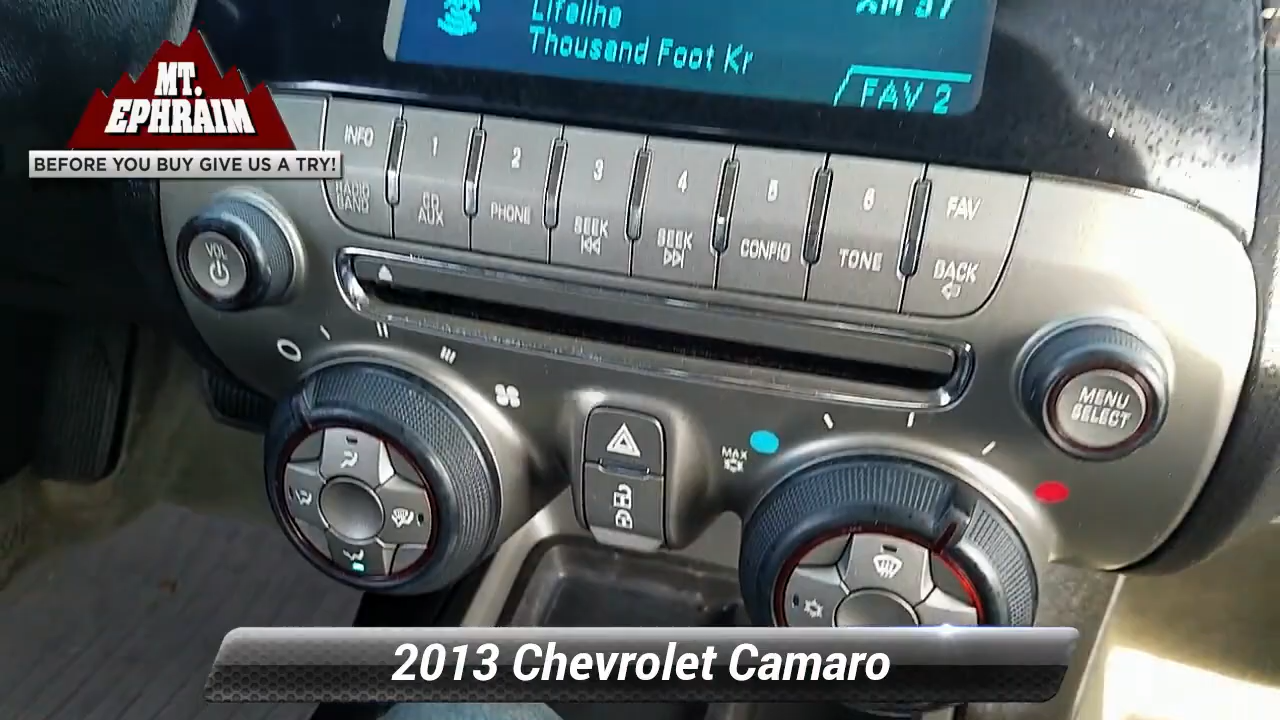 Lifeline
Thousand Foot Kr
FAV 2
MT.
EPHRAIM
BEFORE YOU BUY GIVE US A TRY!
INFO
RADIO
BAND
1
CD
AUX
2
PHONE
3
SEEK
4
SEEK
5
CONFIG
6
TONE
FAV
BACK
VOL
MENU
SELECT
MAX
2013 Chevrolet Camaro